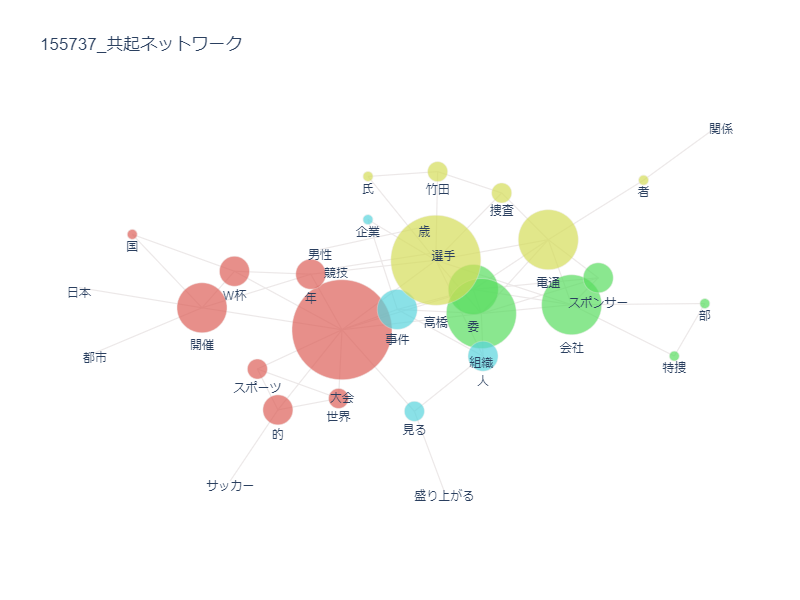 155737_共起ネットワーク
関係
氏
竹田
者
捜査
企業
歳
国
男性
選手
競技
電通
日本
W杯
年
スポンサー
部
高橋
委
事件
開催
会社
都市
組織
特捜
人
スポーツ
大会
世界
見る
的
サッカー
盛り上がる